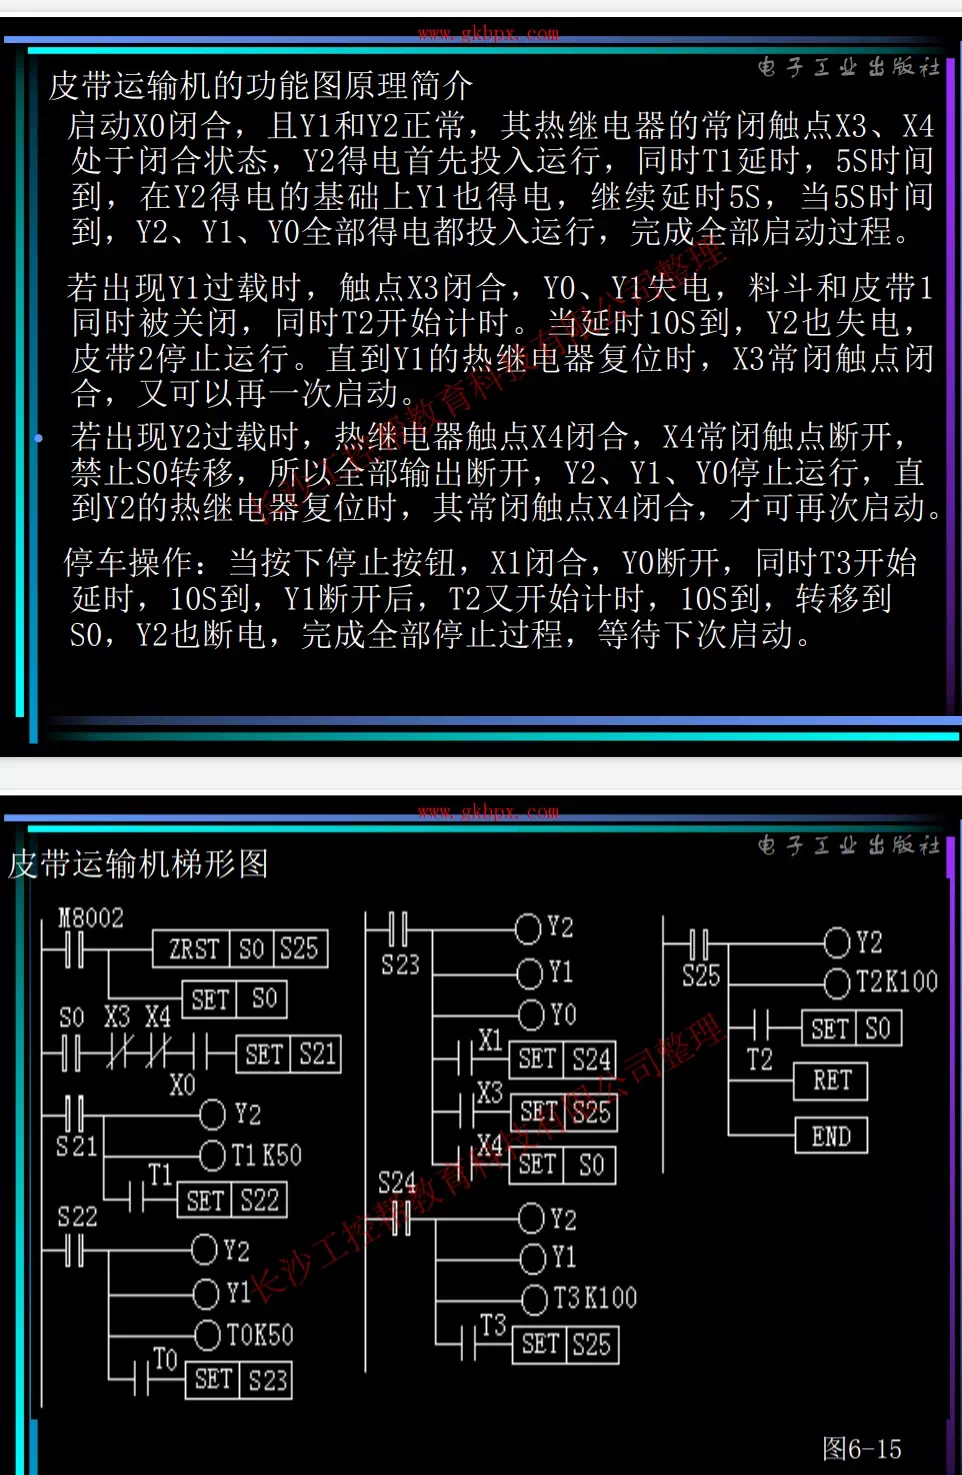 www.gkbpx.com
电子工业出版社
皮带运输机的功能图原理简介
启动X0闭合，且Y1和Y2正常，其热继电器的常闭触点X3、X4
处于闭合状态，Y2得电首先投入运行，同时T1延时，5S时间
到，在Y2得电的基础上Y1也得电，继续延时5S，当5S时间
到，Y2、Y1、Y0全部得电都投入运行，完成全部启动过程。
若出现Y1过载时，触点X3闭合，Y0、Y1失电，料斗和皮带1
同时被关闭，同时T2开始计时。当延时10S到，Y2也失电，
皮带2停止运行。直到Y1的热继电器复位时，X3常闭触点闭
合，又可以再一次启动。
若出现Y2过载时，热继电器触点X4闭合，X4常闭触点断开，
禁止S0转移，所以全部输出断开，Y2、Y1、Y0停止运行，直
到Y2的热继电器复位时，其常闭触点X4闭合，才可再次启动。
停车操作：当按下停止按钮，X1闭合，Y0断开，同时T3开始
延时，10S到，Y1断开后，T2又开始计时，10S到，转移到
S0，Y2也断电，完成全部停止过程，等待下次启动。
长沙工控帮教育科技有限公司整理
www.gkbpx.com
电子工业出版社
皮带运输机梯形图
M8002
ZRST S0 S25
SET S0
S0 X3 X4
X0
SET S21
S21
Y2
T1K50
T1
SET S22
S22
Y2
Y1
T0K50
T0
SET S23
S23
Y2
Y1
Y0
X1
SET S24
X3
SET S25
X4
SET S0
S24
Y2
Y1
T3K100
T3
SET S25
S25
Y2
T2K100
T2
SET S0
RET
END
长沙工控帮教育科技有限公司整理
图6-15